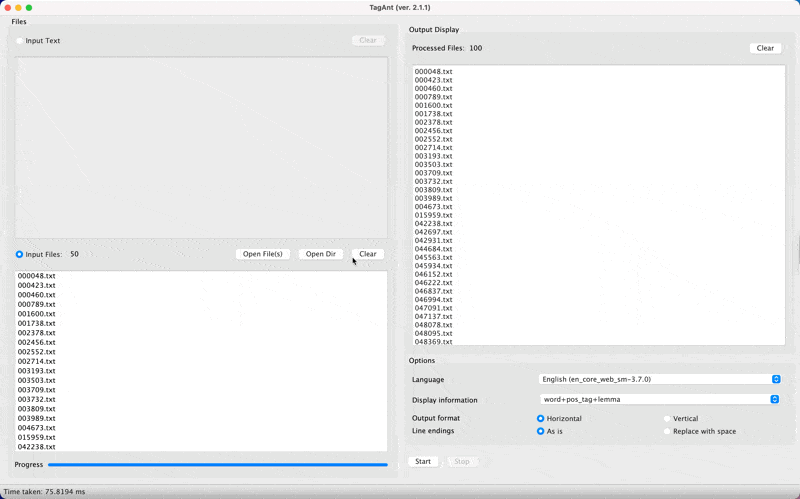 TagAnt (ver. 2.1.1)
Files
Input Text
Clear
Input Files: 50
Open File(s)
Open Dir
Clear
000048.txt
000423.txt
000460.txt
000789.txt
001600.txt
001738.txt
002378.txt
002456.txt
002552.txt
002714.txt
003193.txt
003503.txt
003709.txt
003732.txt
003809.txt
003989.txt
004673.txt
015959.txt
042238.txt
Progress
Output Display
Processed Files: 100
Clear
000048.txt
000423.txt
000460.txt
000789.txt
001600.txt
001738.txt
002378.txt
002456.txt
002552.txt
002714.txt
003193.txt
003503.txt
003709.txt
003732.txt
003809.txt
003989.txt
004673.txt
015959.txt
042238.txt
042697.txt
042931.txt
044684.txt
045563.txt
045934.txt
046152.txt
046222.txt
046837.txt
046994.txt
047091.txt
047137.txt
048078.txt
048095.txt
048369.txt
Options
Language
English (en_core_web_sm-3.7.0)
Display information
word+pos_tag+lemma
Output format
Horizontal
Vertical
Line endings
As is
Replace with space
Start
Stop
Time taken: 75.8194 ms